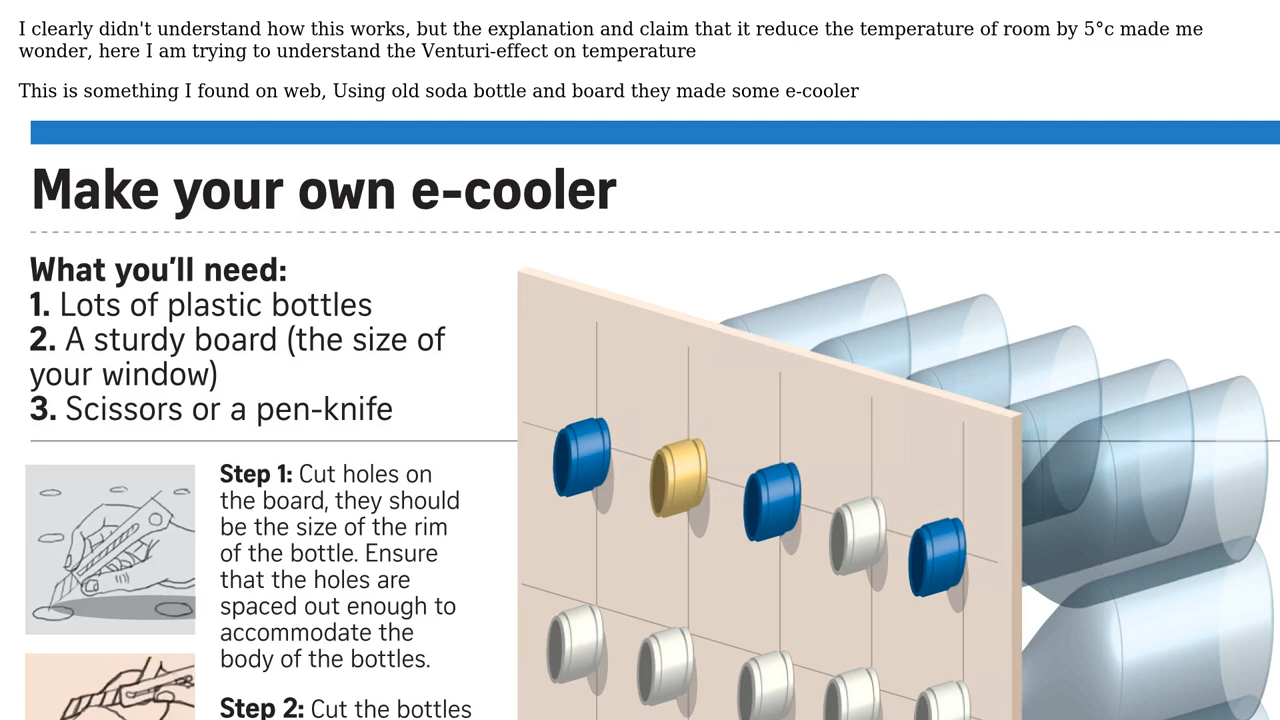 I clearly didn't understand how this works, but the explanation and claim that it reduce the temperature of room by 5°c made me
wonder, here I am trying to understand the Venturi-effect on temperature
This is something I found on web, Using old soda bottle and board they made some e-cooler
Make your own e-cooler
What you'll need:
1. Lots of plastic bottles
2. A sturdy board (the size of
your window)
3. Scissors or a pen-knife
Step 1: Cut holes on
the board, they should
be the size of the rim
of the bottle. Ensure
that the holes are
spaced out enough to
accommodate the
body of the bottles.
Step 2: Cut the bottles